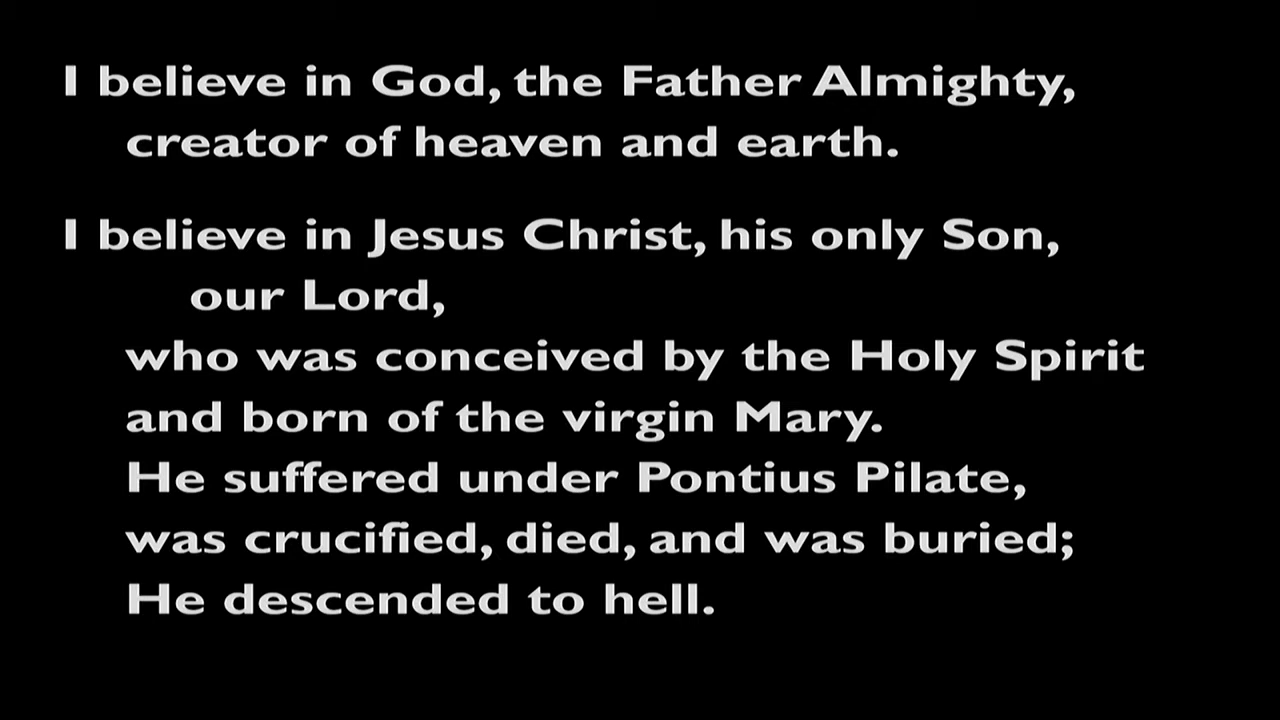 I believe in God, the Father Almighty,
creator of heaven and earth.
I believe in Jesus Christ, his only Son,
our Lord,
who was conceived by the Holy Spirit
and born of the virgin Mary.
He suffered under Pontius Pilate,
was crucified, died, and was buried;
He descended to hell.